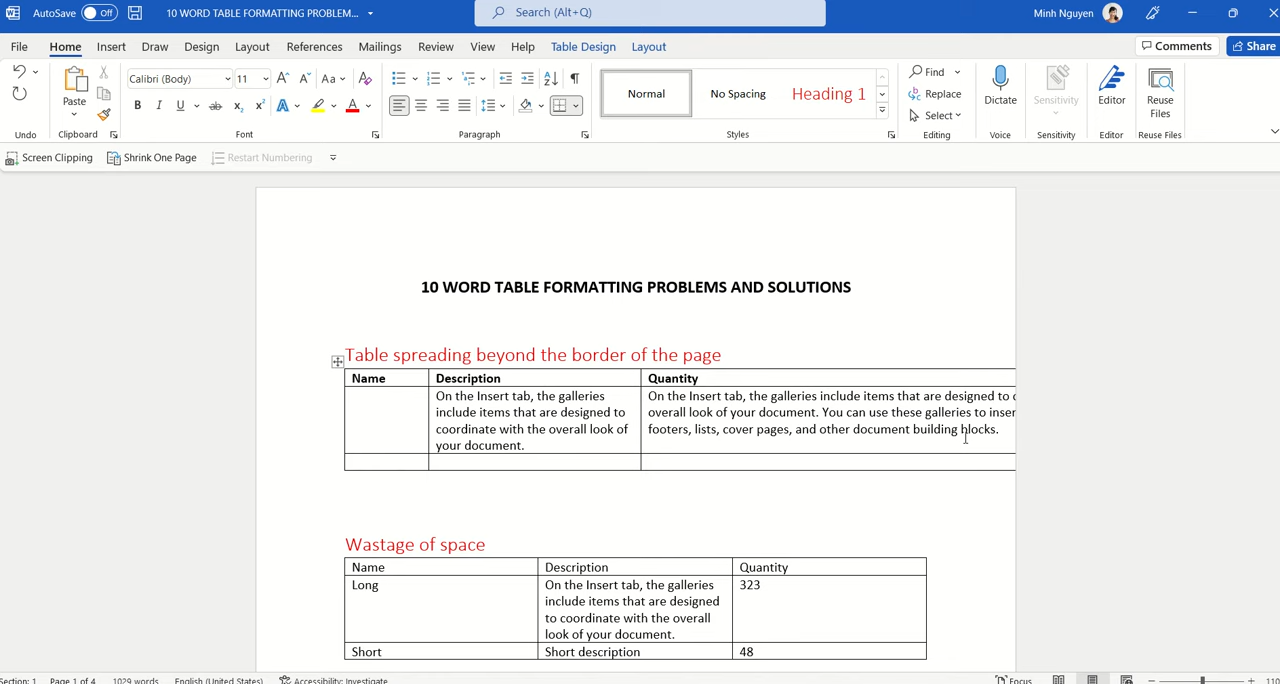 AutoSave Off 10 WORD TABLE FORMATTING PROBLEM... Search (Alt+Q) Minh Nguyen
File Home Insert Draw Design Layout References Mailings Review View Help Table Design Layout Comments Share
Calibri (Body) 11 Aa Find
Paste Normal No Spacing Heading 1 Replace Dictate Sensitivity Editor Reuse Files
B I U ab x₂ x² A A Select
Undo Clipboard Font Paragraph Styles Editing Voice Sensitivity Editor Reuse Files
Screen Clipping Shrink One Page Restart Numbering
10 WORD TABLE FORMATTING PROBLEMS AND SOLUTIONS
Table spreading beyond the border of the page
Name Description Quantity
On the Insert tab, the galleries On the Insert tab, the galleries include items that are designed to
include items that are designed to overall look of your document. You can use these galleries to inser
coordinate with the overall look of footers, lists, cover pages, and other document building blocks.
your document.
Wastage of space
Name Description Quantity
Long On the Insert tab, the galleries 323
include items that are designed
to coordinate with the overall
look of your document.
Short Short description 48
Section: 1 Page 1 of 4 1029 words English (United States) Accessibility: Investigate Focus 110